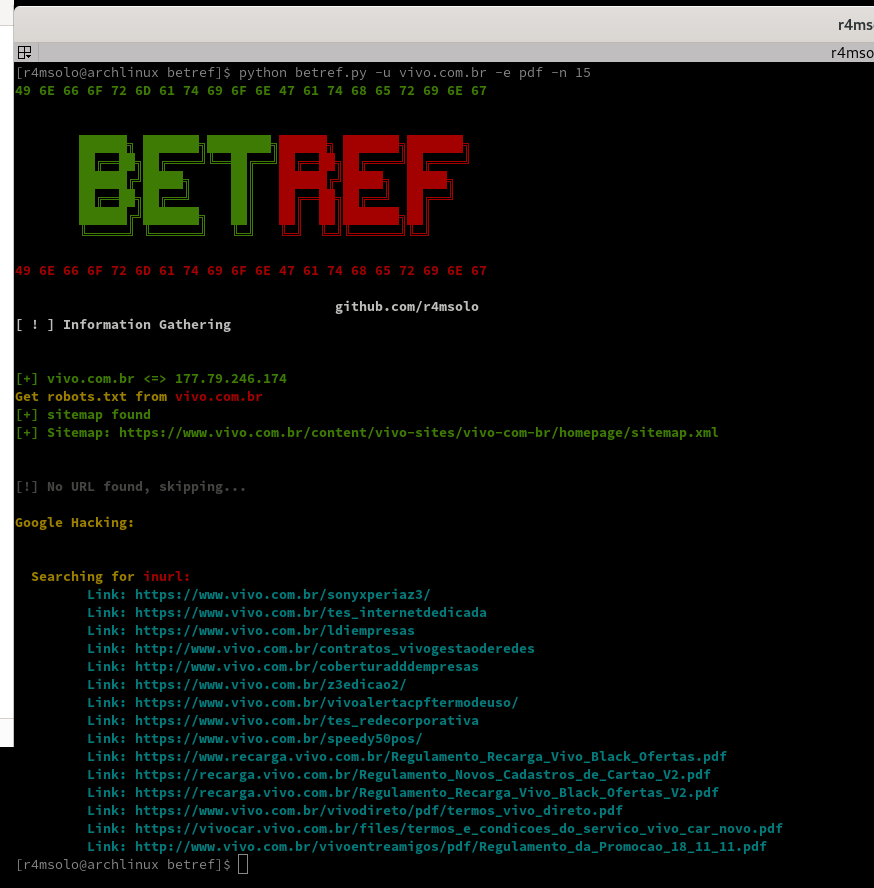 r4mso
r4mso
[r4msolo@archlinux betref]$ python betref.py -u vivo.com.br -e pdf -n 15
49 6E 66 6F 72 6D 61 74 69 6F 6E 47 61 74 68 65 72 69 6E 67
BETREF
49 6E 66 6F 72 6D 61 74 69 6F 6E 47 61 74 68 65 72 69 6E 67
github.com/r4msolo
[ ! ] Information Gathering
[+] vivo.com.br <=> 177.79.246.174
Get robots.txt from vivo.com.br
[+] sitemap found
[+] Sitemap: https://www.vivo.com.br/content/vivo-sites/vivo-com-br/homepage/sitemap.xml
[!] No URL found, skipping...
Google Hacking:
Searching for inurl:
Link: https://www.vivo.com.br/sonyxperiaz3/
Link: https://www.vivo.com.br/tes_internetdedicada
Link: https://www.vivo.com.br/ldiempresas
Link: http://www.vivo.com.br/contratos_vivogestaoderedes
Link: https://www.vivo.com.br/coberturadddempresas
Link: https://www.vivo.com.br/z3edicao2/
Link: https://www.vivo.com.br/vivoalertacpftermodeuso/
Link: https://www.vivo.com.br/tes_redecorporativa
Link: https://www.vivo.com.br/speedy50pos/
Link: https://www.recarga.vivo.com.br/Regulamento_Recarga_Vivo_Black_Ofertas.pdf
Link: https://recarga.vivo.com.br/Regulamento_Novos_Cadastros_de_Cartao_V2.pdf
Link: https://recarga.vivo.com.br/Regulamento_Recarga_Vivo_Black_Ofertas_V2.pdf
Link: https://www.vivo.com.br/vivodireto/pdf/termos_vivo_direto.pdf
Link: https://vivocar.vivo.com.br/files/termos_e_condicoes_do_servico_vivo_car_novo.pdf
Link: http://www.vivo.com.br/vivoentreamigos/pdf/Regulamento_da_Promocao_18_11_11.pdf
[r4msolo@archlinux betref]$